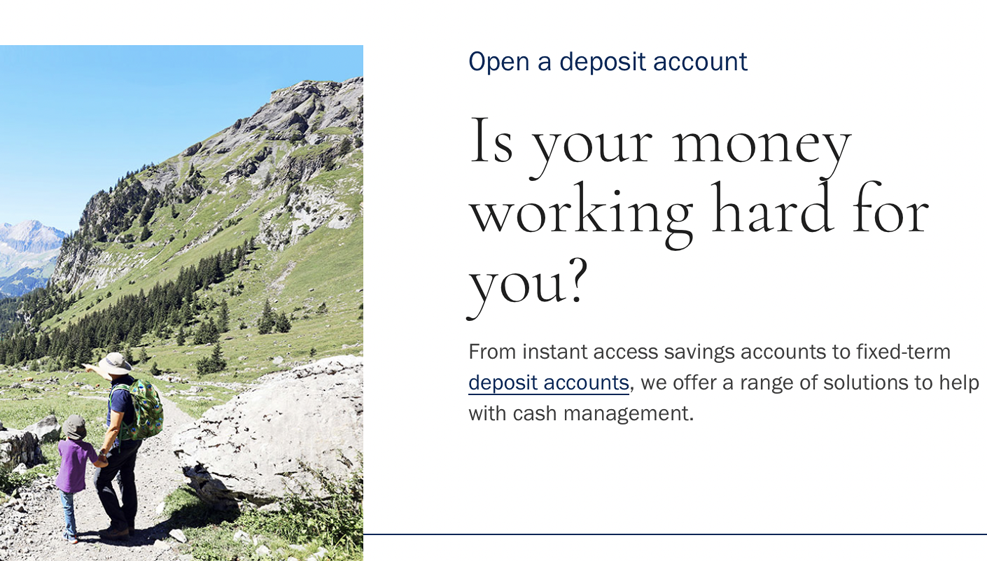 Open a deposit account
Is your money
working hard for
you?
From instant access savings accounts to fixed-term
deposit accounts, we offer a range of solutions to help
with cash management.